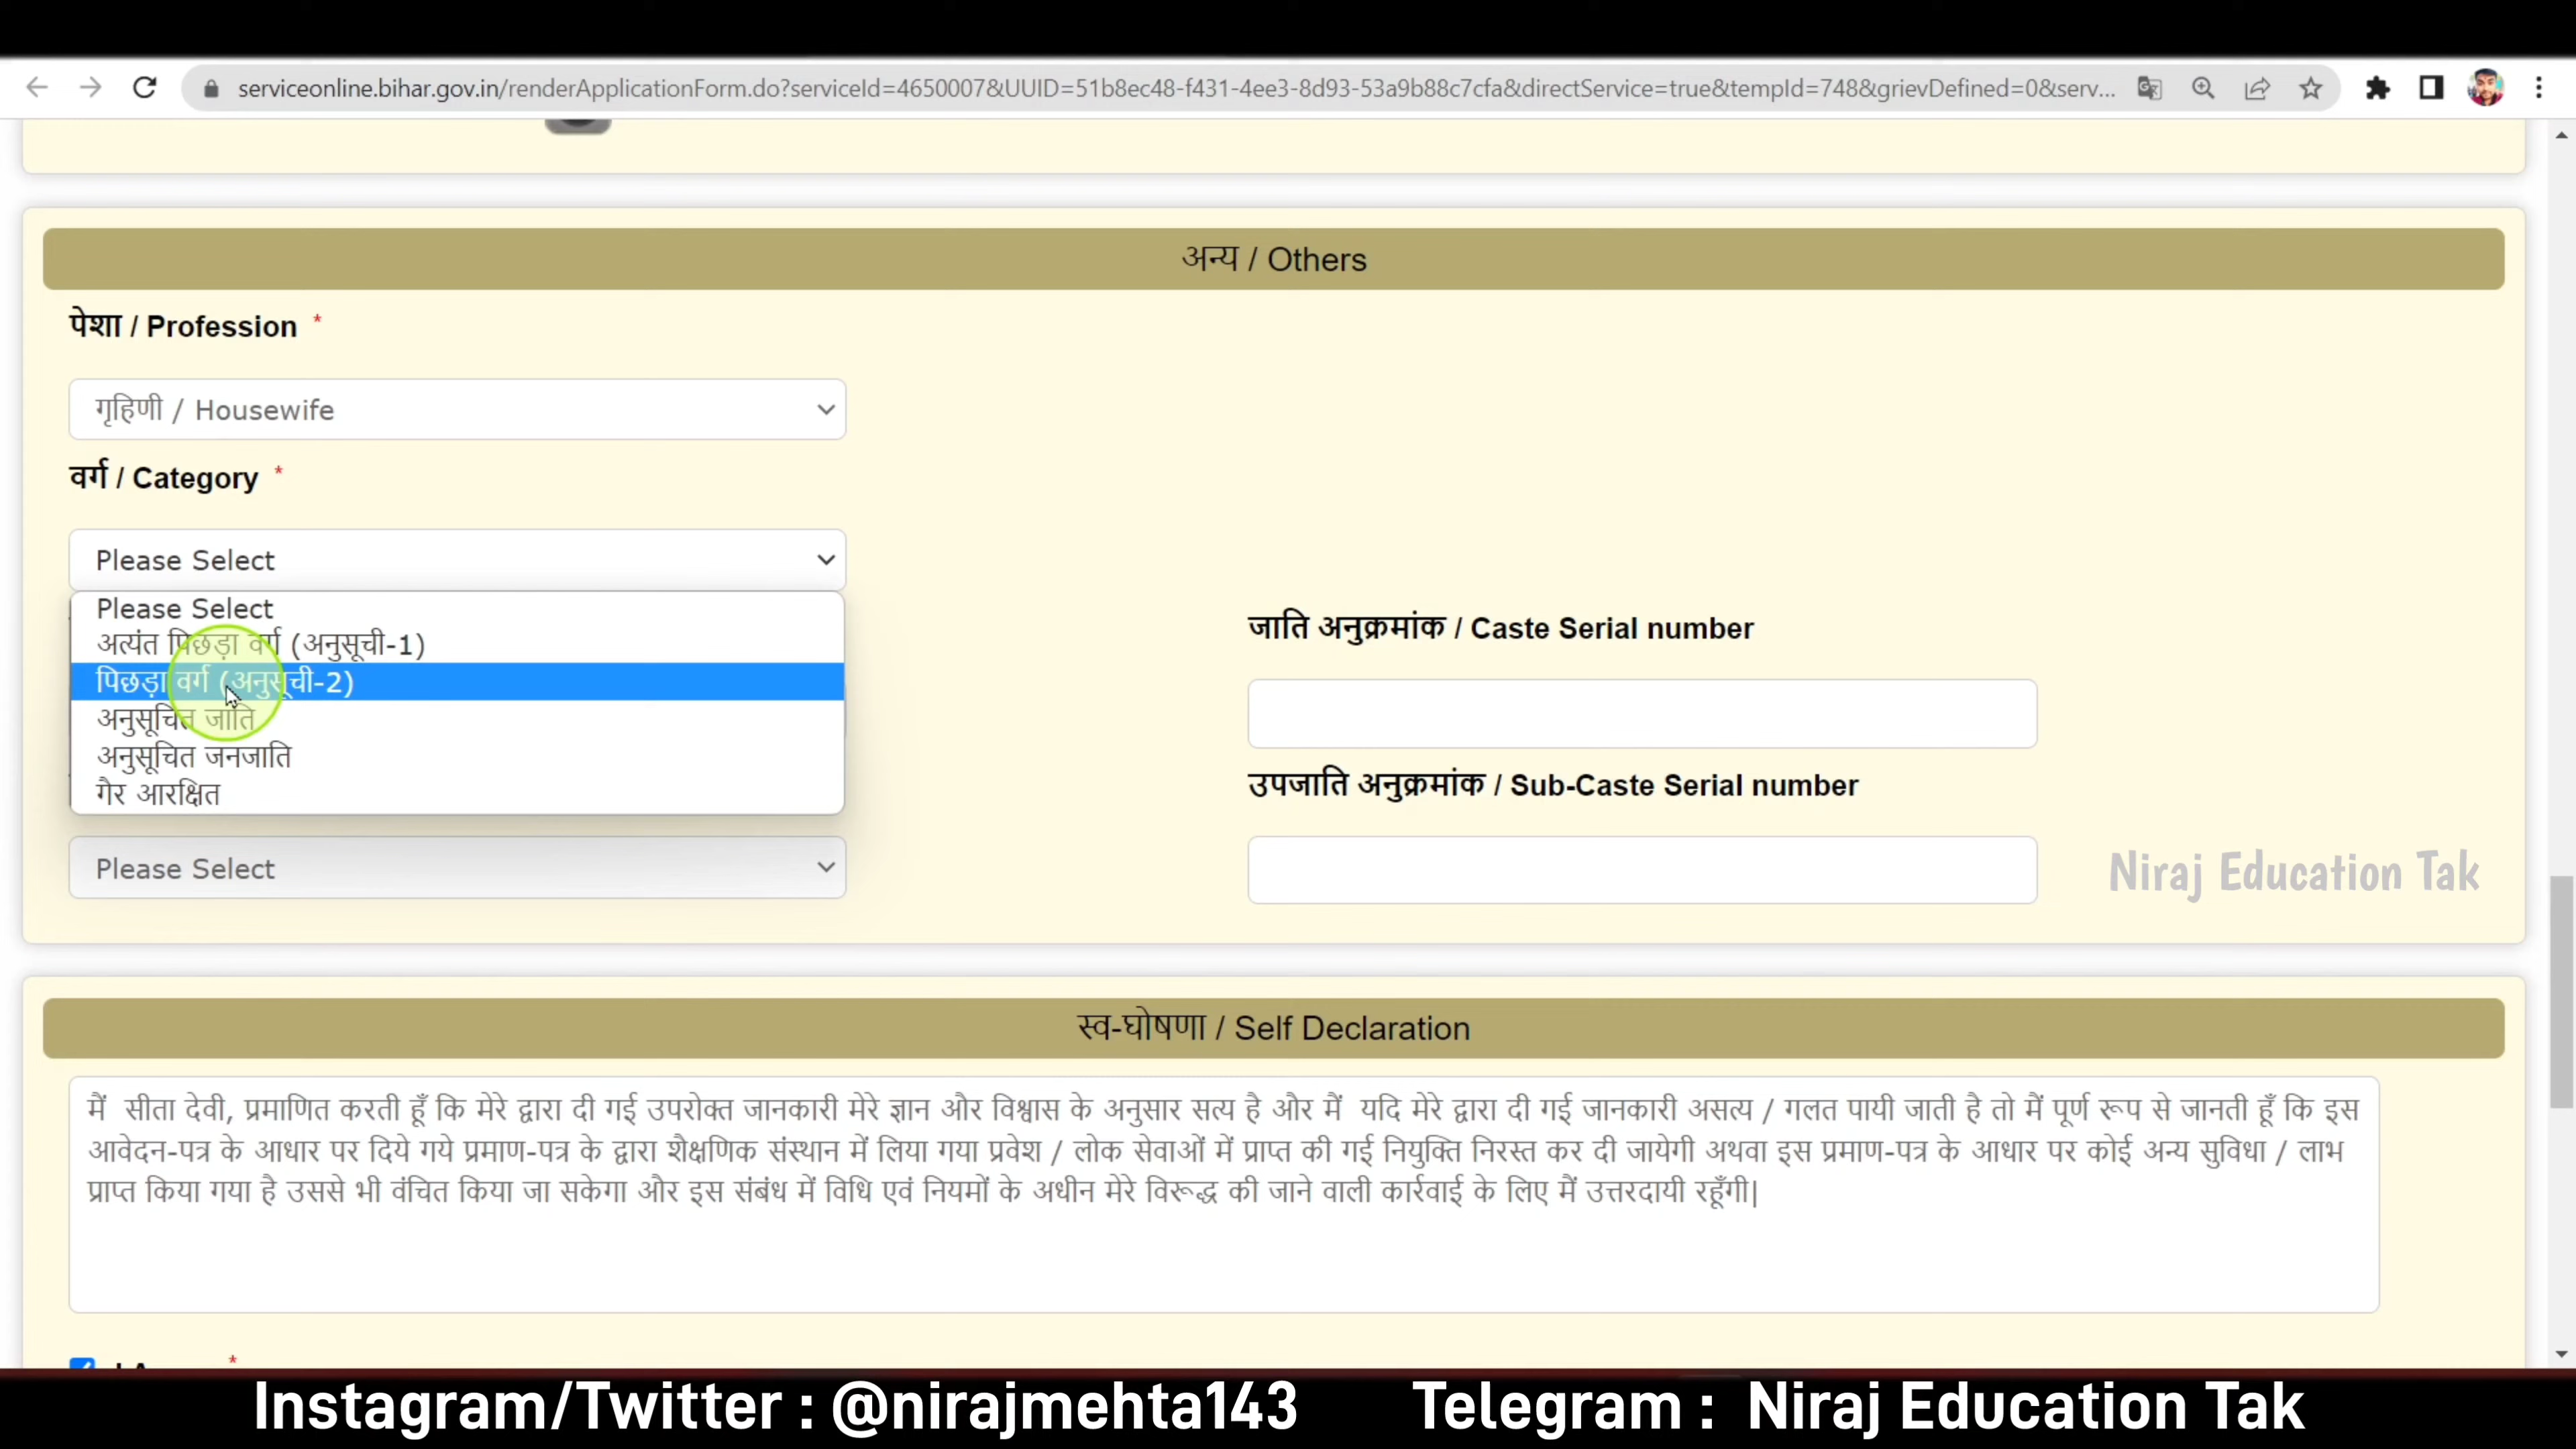 serviceonline.bihar.gov.in/renderApplicationForm.do?serviceId=4650007&UUID=51b8ec48-f431-4ee3-8d93-53a9b88c7cfa&directService=true&tempId=748&grievDefined=0&serv...
अन्य / Others
पेशा / Profession *
गृहिणी / Housewife
वर्ग / Category *
Please Select
Please Select
अत्यंत पिछड़ा वर्ग (अनुसूची-1)
पिछड़ा वर्ग (अनुसूची-2)
अनुसूचित जाति
अनुसूचित जनजाति
गैर आरक्षित
जाति अनुक्रमांक / Caste Serial number
उपजाति अनुक्रमांक / Sub-Caste Serial number
Please Select
Niraj Education Tak
स्व-घोषणा / Self Declaration
मैं सीता देवी, प्रमाणित करती हूँ कि मेरे द्वारा दी गई उपरोक्त जानकारी मेरे ज्ञान और विश्वास के अनुसार सत्य है और मैं यदि मेरे द्वारा दी गई जानकारी असत्य / गलत पायी जाती है तो मैं पूर्ण रूप से जानती हूँ कि इस
आवेदन-पत्र के आधार पर दिये गये प्रमाण-पत्र के द्वारा शैक्षणिक संस्थान में लिया गया प्रवेश / लोक सेवाओं में प्राप्त की गई नियुक्ति निरस्त कर दी जायेगी अथवा इस प्रमाण-पत्र के आधार पर कोई अन्य सुविधा / लाभ
प्राप्त किया गया है उससे भी वंचित किया जा सकेगा और इस संबंध में विधि एवं नियमों के अधीन मेरे विरूद्ध की जाने वाली कार्रवाई के लिए मैं उत्तरदायी रहूँगी|
Instagram/Twitter : @nirajmehta143 Telegram : Niraj Education Tak